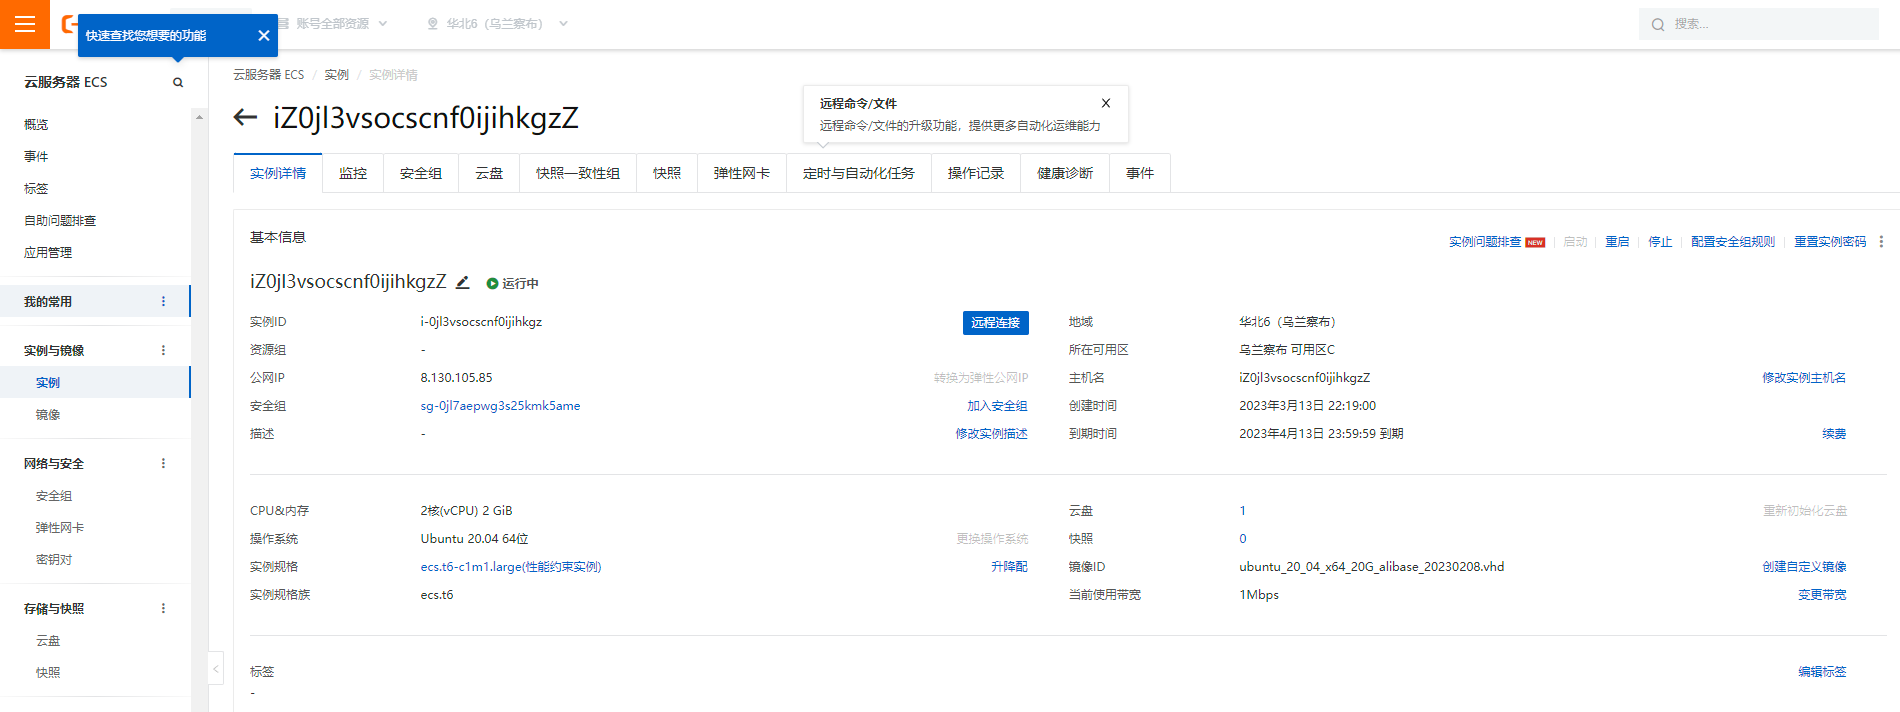 快速查找您想要的功能
账号全部资源
华北6（乌兰察布）
搜索...
云服务器 ECS
概览
事件
标签
自助问题排查
应用管理
我的常用
实例与镜像
实例
镜像
网络与安全
安全组
弹性网卡
密钥对
存储与快照
云盘
快照
云服务器 ECS / 实例 / 实例详情
iZ0jl3vsocscnf0ijihkgzZ
远程命令/文件
远程命令/文件的升级功能，提供更多自动化运维能力
实例详情 监控 安全组 云盘 快照一致性组 快照 弹性网卡 定时与自动化任务 操作记录 健康诊断 事件
基本信息
实例问题排查 NEW 启动 重启 停止 配置安全组规则 重置实例密码
iZ0jl3vsocscnf0ijihkgzZ 运行中
实例ID i-0jl3vsocscnf0ijihkgz 远程连接 地域 华北6（乌兰察布）
资源组 - 所在可用区 乌兰察布 可用区C
公网IP 8.130.105.85 转换为弹性公网IP 主机名 iZ0jl3vsocscnf0ijihkgzZ 修改实例主机名
安全组 sg-0jl7aepwg3s25kmk5ame 加入安全组 创建时间 2023年3月13日 22:19:00
描述 - 修改实例描述 到期时间 2023年4月13日 23:59:59 到期 续费
CPU&内存 2核(vCPU) 2 GiB 云盘 1 重新初始化云盘
操作系统 Ubuntu 20.04 64位 更换操作系统 快照 0
实例规格 ecs.t6-c1m1.large(性能约束实例) 升降配 镜像ID ubuntu_20_04_x64_20G_alibase_20230208.vhd 创建自定义镜像
实例规格族 ecs.t6 当前使用带宽 1Mbps 变更带宽
标签 编辑标签
-